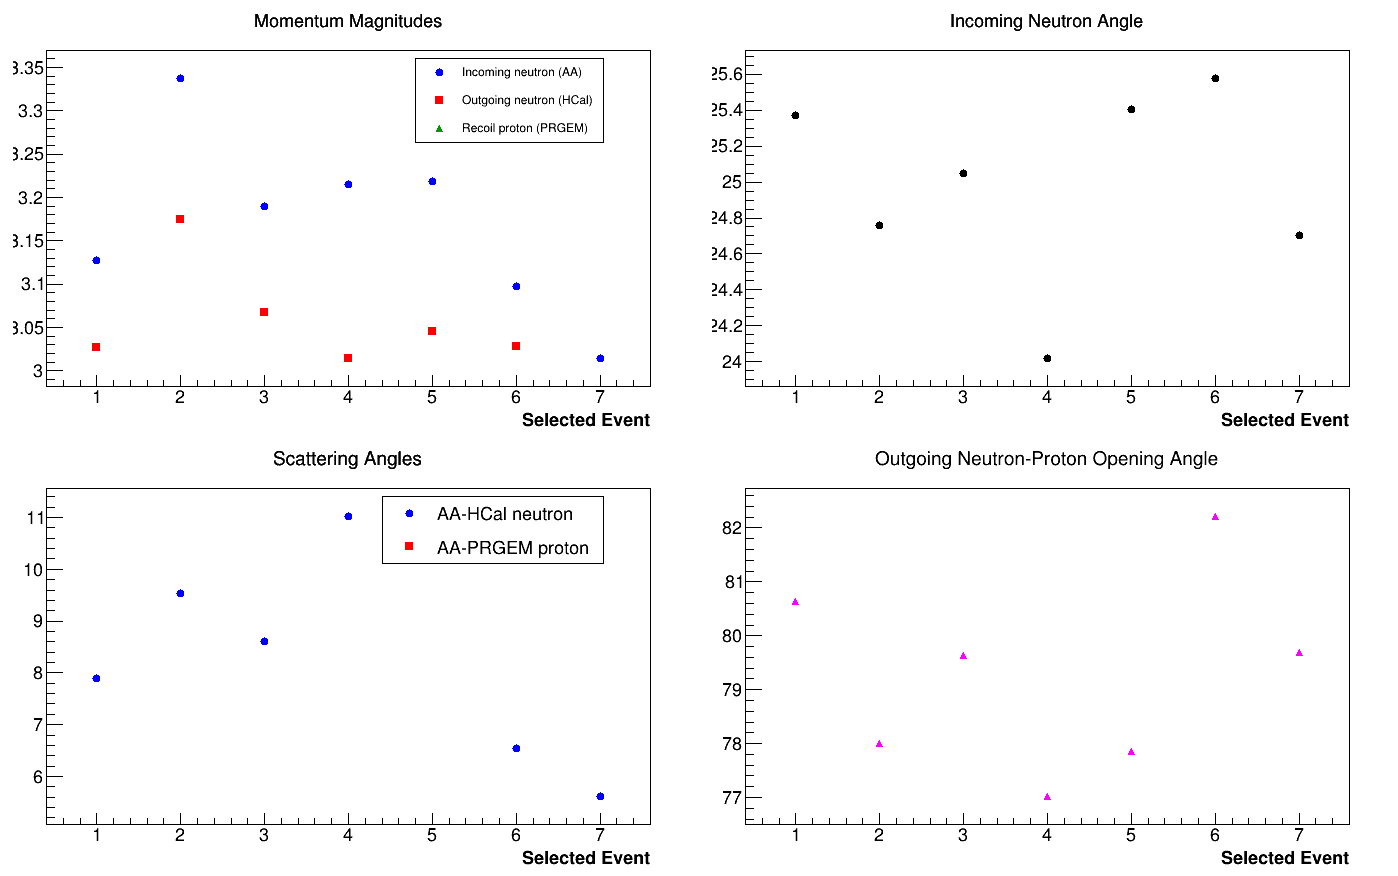 Momentum Magnitudes
3.35
3.3
3.25
3.2
3.15
3.1
3.05
3
Incoming neutron (AA)
Outgoing neutron (HCal)
Recoil proton (PRGEM)
1 2 3 4 5 6 7
Selected Event
Incoming Neutron Angle
25.6
25.4
25.2
25
24.8
24.6
24.4
24.2
24
1 2 3 4 5 6 7
Selected Event
Scattering Angles
11
10
9
8
7
6
AA-HCal neutron
AA-PRGEM proton
1 2 3 4 5 6 7
Selected Event
Outgoing Neutron-Proton Opening Angle
82
81
80
79
78
77
1 2 3 4 5 6 7
Selected Event